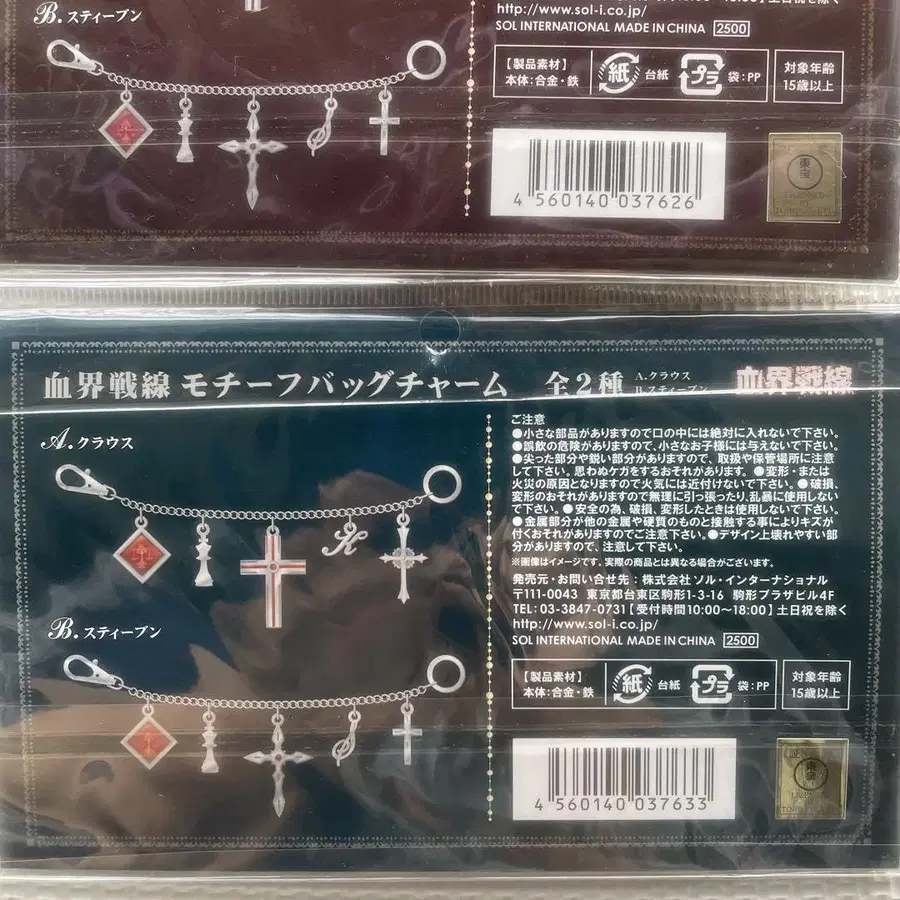 B. スティーブン
http://www.sol-i.co.jp/
SOL INTERNATIONAL MADE IN CHINA 2500
【製品素材】
本体:合金・鉄
紙 台紙
プラ 袋:PP
対象年齢
15歳以上
4 560140 037626
東宝
血界戦線 モチーフバッグチャーム 全2種
A.クラウス
B.スティーブン
血界戦線
A. クラウス
B. スティーブン
ご注意
●小さな部品がありますので口の中には絶対に入れないで下さい。
●誤飲の危険がありますので、小さなお子様には与えないで下さい。
●尖った部分や鋭い部分がありますので、取扱や保管場所に注意
して下さい。思わぬケガをするおそれがあります。●変形・または
火災の原因となりますので火気には近付けないで下さい。●破損、
変形のおそれがありますので無理に引っ張ったり、乱暴に使用しない
で下さい。●安全の為、破損、変形したときは使用しないで下さい。
●金属部分が他の金属や硬質のものと接触する事によりキズが
付くおそれがありますのでご注意下さい。●デザイン上壊れやすい部
分がありますので、注意して下さい。
※画像はイメージです。実際の商品とは異なる場合がございます。
発売元・お問い合せ先:株式会社 ソル・インターナショナル
〒111-0043 東京都台東区駒形1-3-16 駒形プラザビル4F
TEL:03-3847-0731【受付時間10:00~18:00】土日祝を除く
http://www.sol-i.co.jp/
SOL INTERNATIONAL MADE IN CHINA 2500
【製品素材】
本体:合金・鉄
紙 台紙
プラ 袋:PP
対象年齢
15歳以上
4 560140 037633